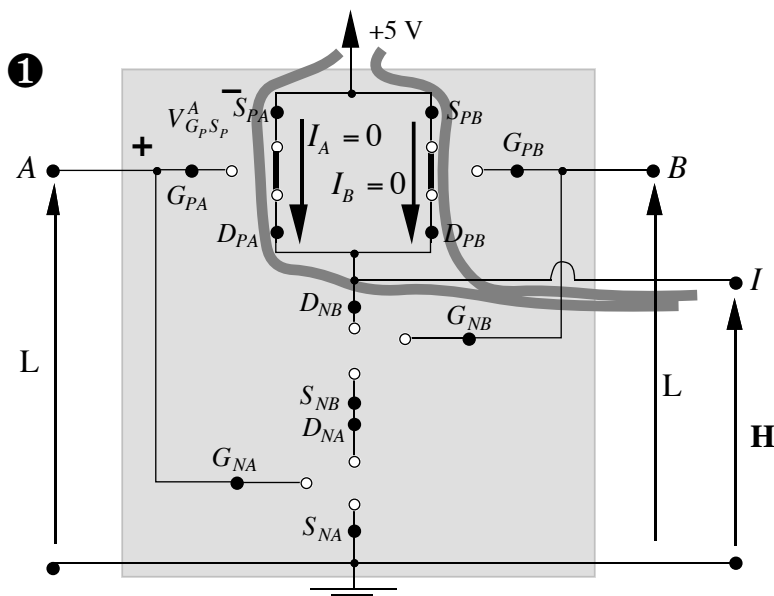 ❶
+5 V
− S_PA
S_PB
V^A_{G_P S_P}
+
I_A = 0
G_PB
A
B
G_PA
I_B = 0
D_PA
D_PB
I
D_NB
G_NB
L
L
S_NB
D_NA
H
G_NA
S_NA